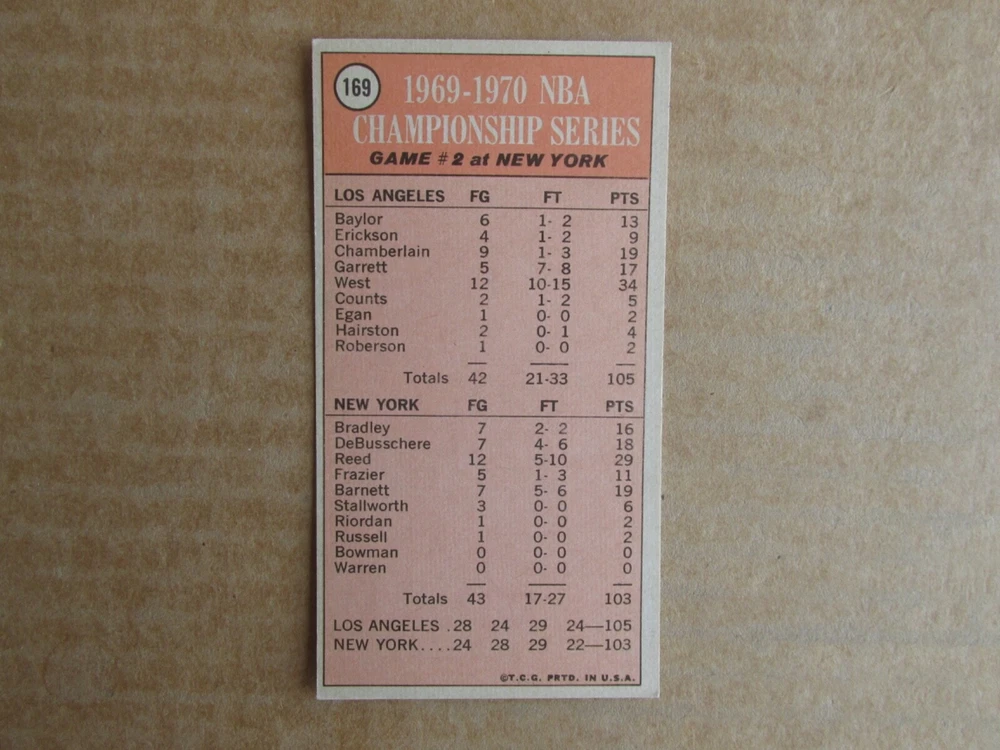 169
1969-1970 NBA
CHAMPIONSHIP SERIES
GAME #2 at NEW YORK
LOS ANGELES FG FT PTS
Baylor 6 1- 2 13
Erickson 4 1- 2 9
Chamberlain 9 1- 3 19
Garrett 5 7- 8 17
West 12 10-15 34
Counts 2 1- 2 5
Egan 1 0- 0 2
Hairston 2 0- 1 4
Roberson 1 0- 0 2
Totals 42 21-33 105
NEW YORK FG FT PTS
Bradley 7 2- 2 16
DeBusschere 7 4- 6 18
Reed 12 5-10 29
Frazier 5 1- 3 11
Barnett 7 5- 6 19
Stallworth 3 0- 0 6
Riordan 1 0- 0 2
Russell 1 0- 0 2
Bowman 0 0- 0 0
Warren 0 0- 0 0
Totals 43 17-27 103
LOS ANGELES .28 24 29 24—105
NEW YORK....24 28 29 22—103
©T.C.G. PRTD. IN U.S.A.